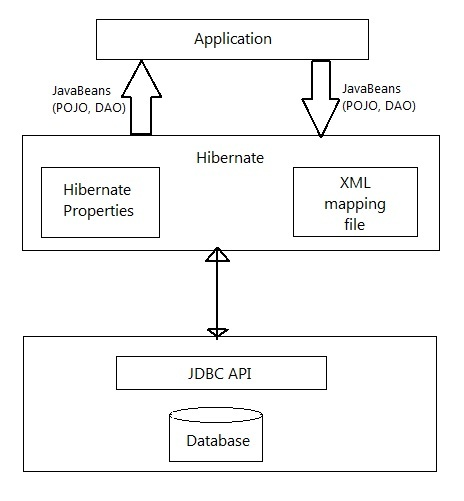 Application
JavaBeans
(POJO, DAO)
JavaBeans
(POJO, DAO)
Hibernate
Hibernate
Properties
XML
mapping
file
JDBC API
Database